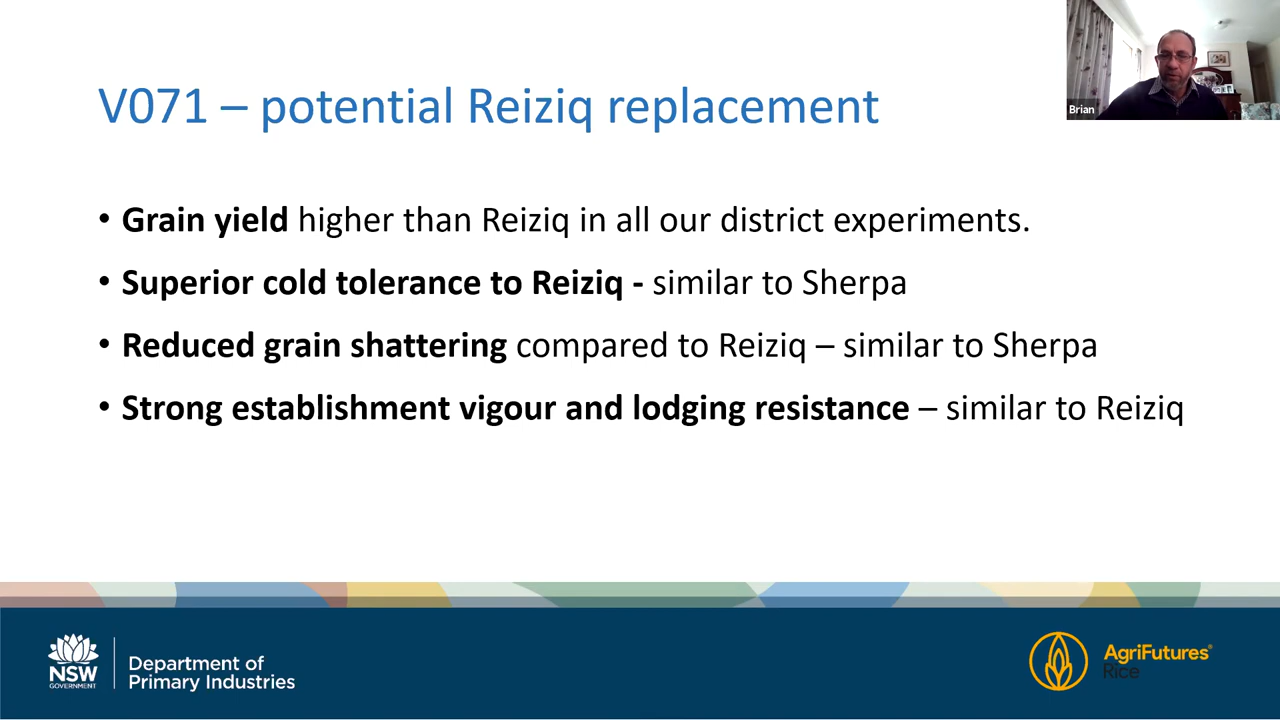 V071 – potential Reiziq replacement
Brian
• Grain yield higher than Reiziq in all our district experiments.
• Superior cold tolerance to Reiziq - similar to Sherpa
• Reduced grain shattering compared to Reiziq – similar to Sherpa
• Strong establishment vigour and lodging resistance – similar to Reiziq
NSW
GOVERNMENT
Department of
Primary Industries
AgriFutures®
Rice